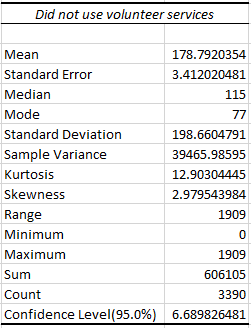 Did not use volunteer services
Mean 178.7920354
Standard Error 3.412020481
Median 115
Mode 77
Standard Deviation 198.6604791
Sample Variance 39465.98595
Kurtosis 12.90304445
Skewness 2.979543984
Range 1909
Minimum 0
Maximum 1909
Sum 606105
Count 3390
Confidence Level(95.0%) 6.689826481